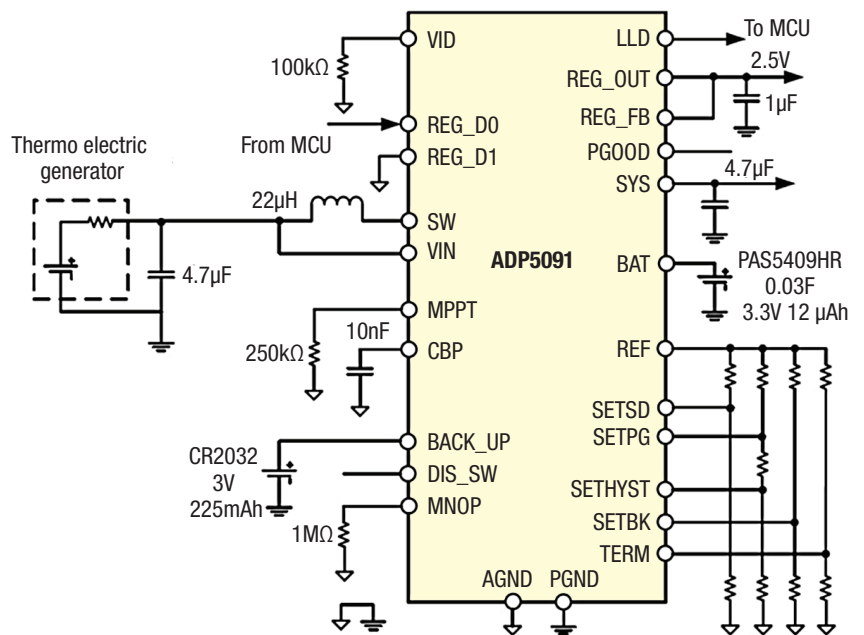 VID
100kΩ
From MCU
REG_D0
REG_D1
Thermo electric
generator
22µH
SW
VIN
4.7µF
MPPT
250kΩ
10nF
CBP
BACK_UP
CR2032
3V
225mAh
DIS_SW
MNOP
1MΩ
ADP5091
AGND
PGND
LLD
To MCU
REG_OUT
2.5V
1µF
REG_FB
PGOOD
SYS
4.7µF
BAT
PAS5409HR
0.03F
3.3V 12 µAh
REF
SETSD
SETPG
SETHYST
SETBK
TERM